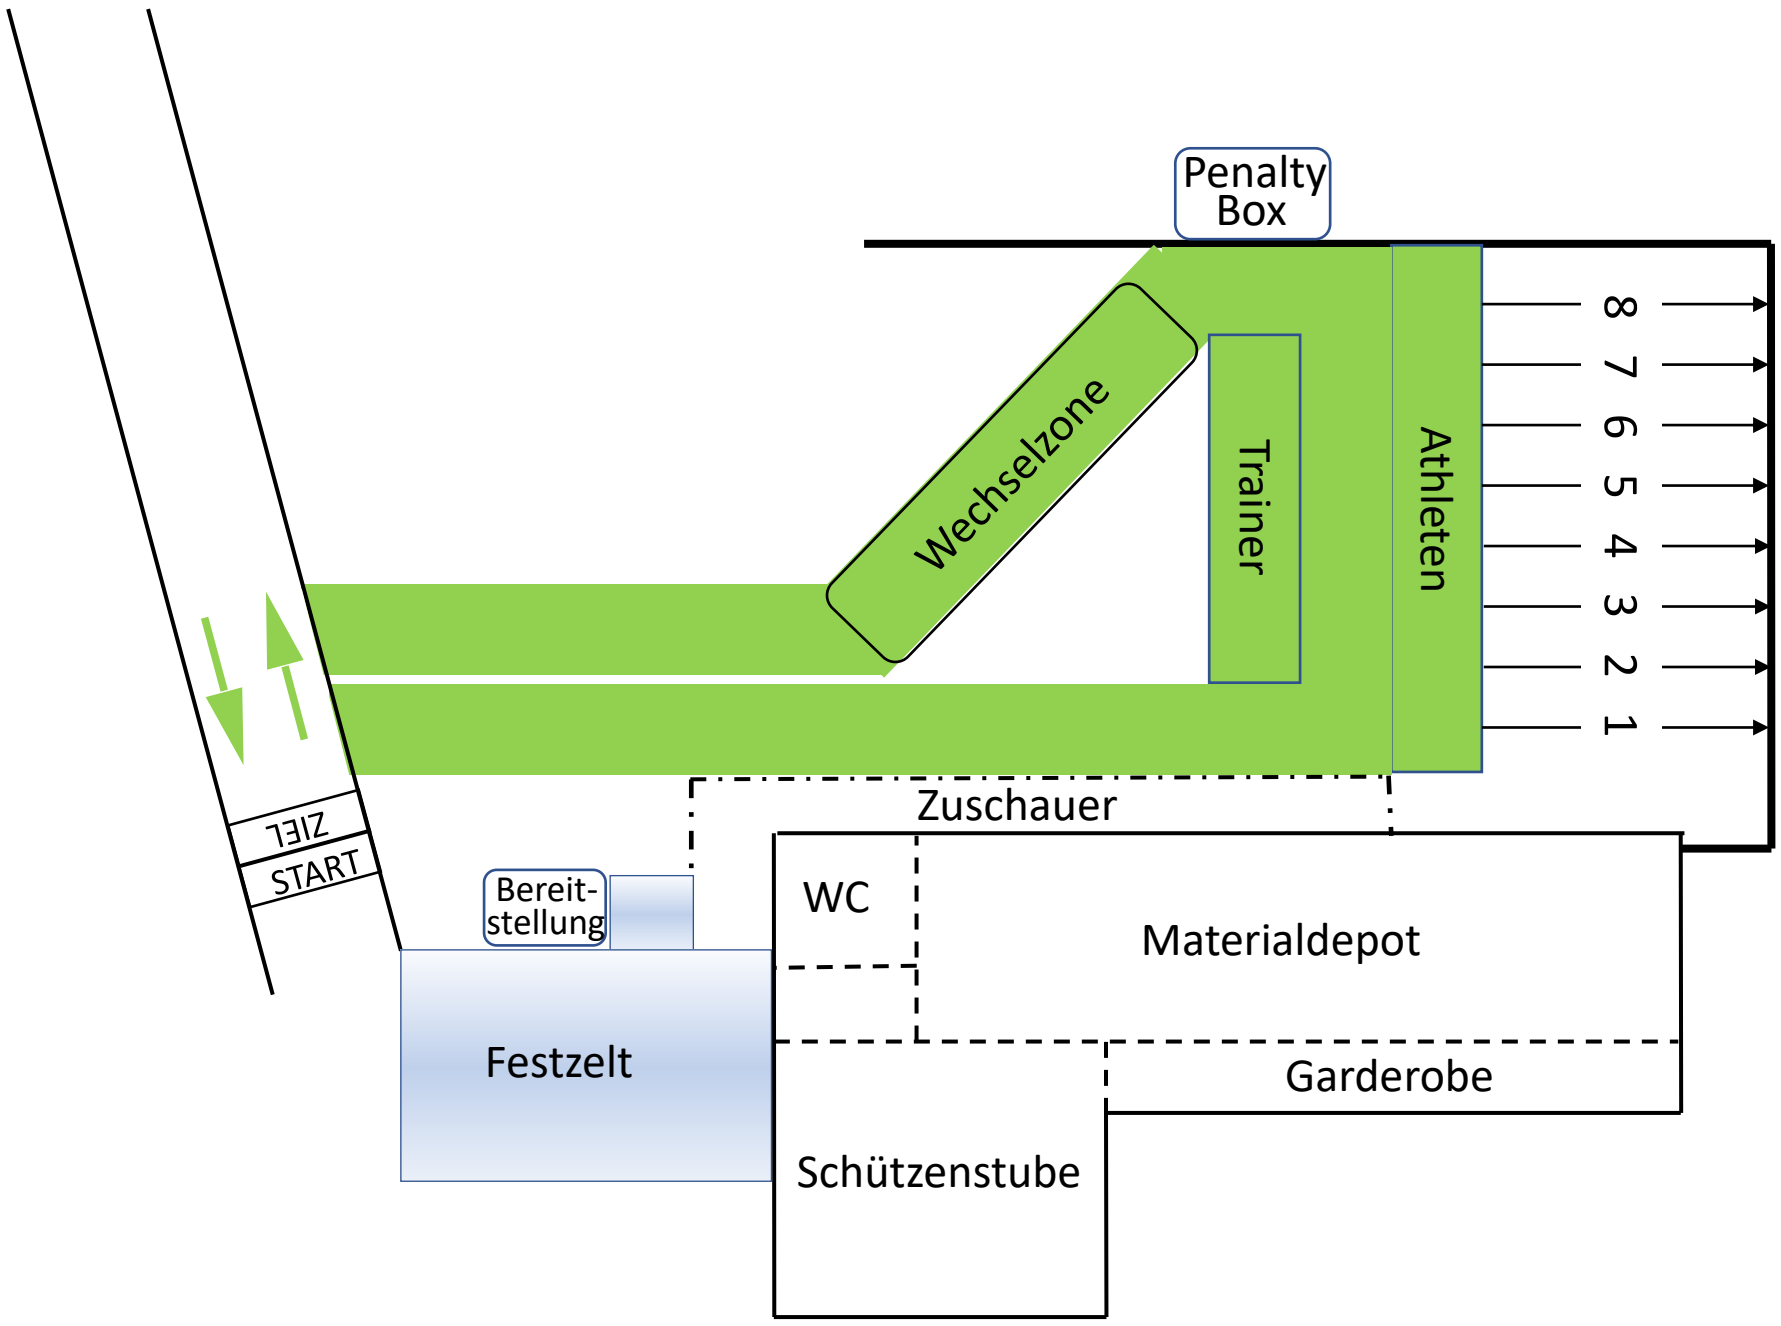 Penalty
Box
8
7
6
5
4
3
2
1
Wechselzone
Trainer
Athleten
ZIEL
START
Zuschauer
Bereit-
stellung
WC
Materialdepot
Festzelt
Garderobe
Schützenstube